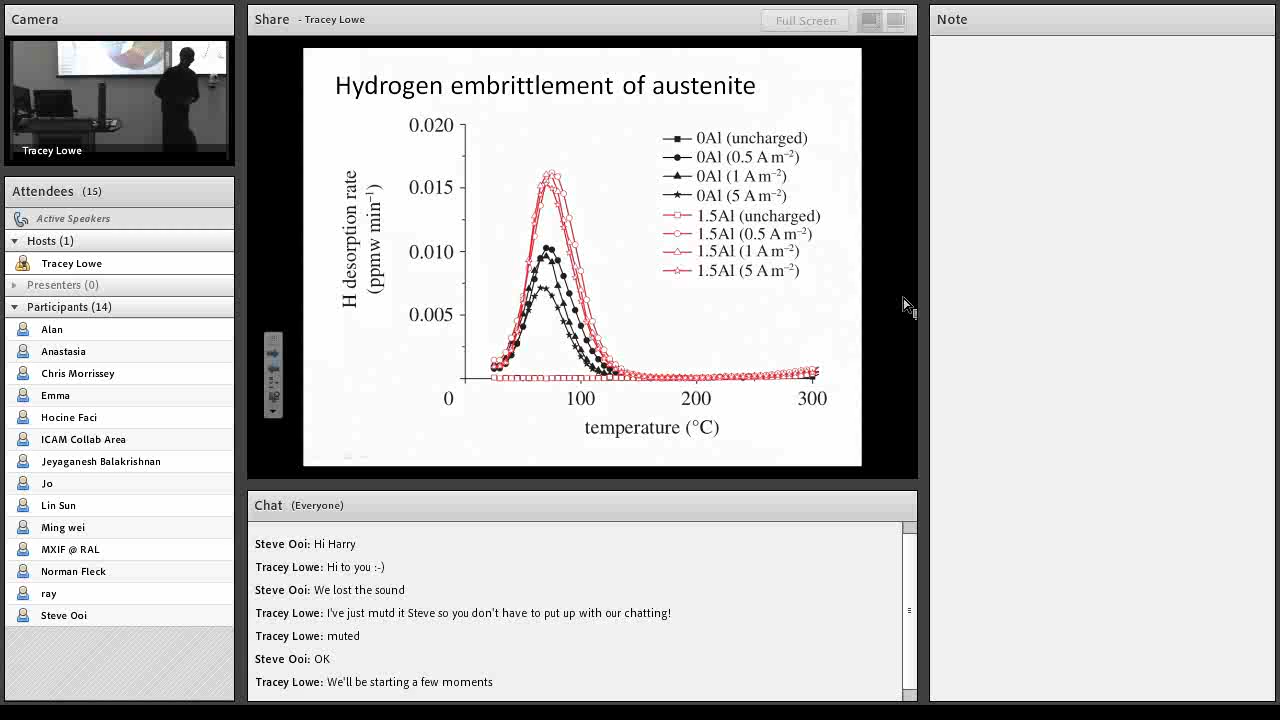 Camera
Tracey Lowe
Attendees (15)
Active Speakers
Hosts (1)
Tracey Lowe
Presenters (0)
Participants (14)
Alan
Anastasia
Chris Morrissey
Emma
Hocine Faci
ICAM Collab Area
Jeyaganesh Balakrishnan
Jo
Lin Sun
Ming wei
MXIF @ RAL
Norman Fleck
ray
Steve Ooi
Share - Tracey Lowe
Full Screen
Hydrogen embrittlement of austenite
H desorption rate
(ppmw min⁻¹)
0.020
0.015
0.010
0.005
0
100
200
300
temperature (°C)
0Al (uncharged)
0Al (0.5 A m⁻²)
0Al (1 A m⁻²)
0Al (5 A m⁻²)
1.5Al (uncharged)
1.5Al (0.5 A m⁻²)
1.5Al (1 A m⁻²)
1.5Al (5 A m⁻²)
Chat (Everyone)
Steve Ooi: Hi Harry
Tracey Lowe: Hi to you :-)
Steve Ooi: We lost the sound
Tracey Lowe: I've just mutd it Steve so you don't have to put up with our chatting!
Tracey Lowe: muted
Steve Ooi: OK
Tracey Lowe: We'll be starting a few moments
Note